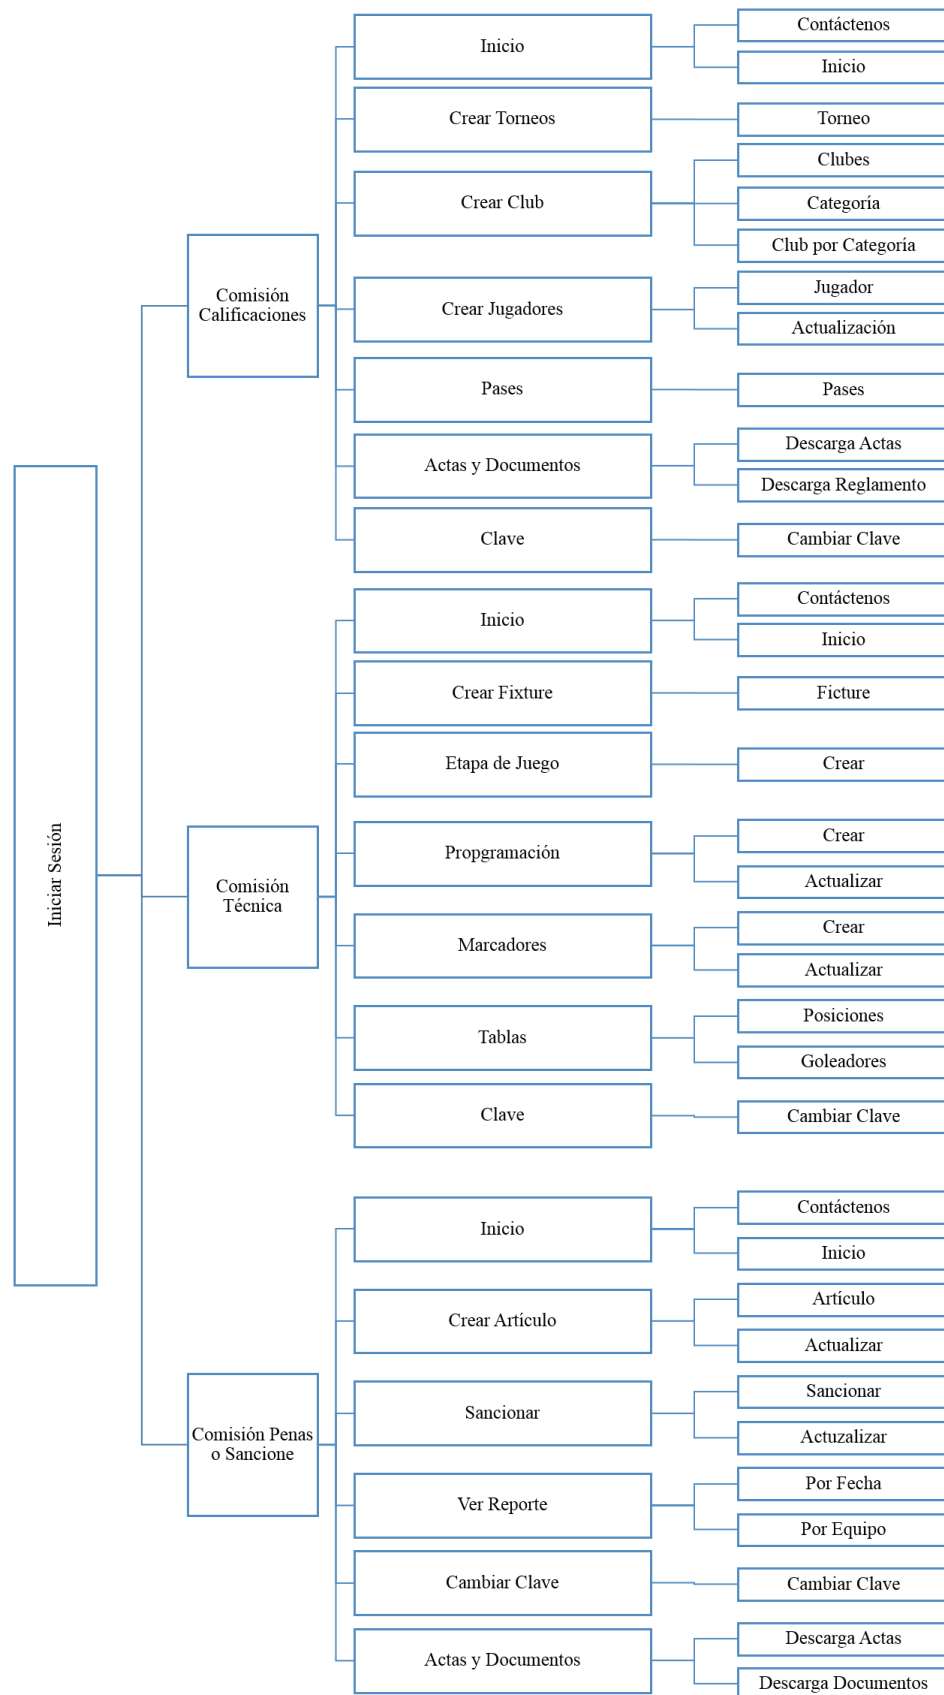 Iniciar Sesión
Comisión
Calificaciones
Inicio
Contáctenos
Inicio
Crear Torneos
Torneo
Crear Club
Clubes
Categoría
Club por Categoría
Crear Jugadores
Jugador
Actualización
Pases
Pases
Actas y Documentos
Descarga Actas
Descarga Reglamento
Clave
Cambiar Clave
Comisión
Técnica
Inicio
Contáctenos
Inicio
Crear Fixture
Ficture
Etapa de Juego
Crear
Propgramación
Crear
Actualizar
Marcadores
Crear
Actualizar
Tablas
Posiciones
Goleadores
Clave
Cambiar Clave
Comisión Penas
o Sancione
Inicio
Contáctenos
Inicio
Crear Artículo
Artículo
Actualizar
Sancionar
Sancionar
Actuzalizar
Ver Reporte
Por Fecha
Por Equipo
Cambiar Clave
Cambiar Clave
Actas y Documentos
Descarga Actas
Descarga Documentos